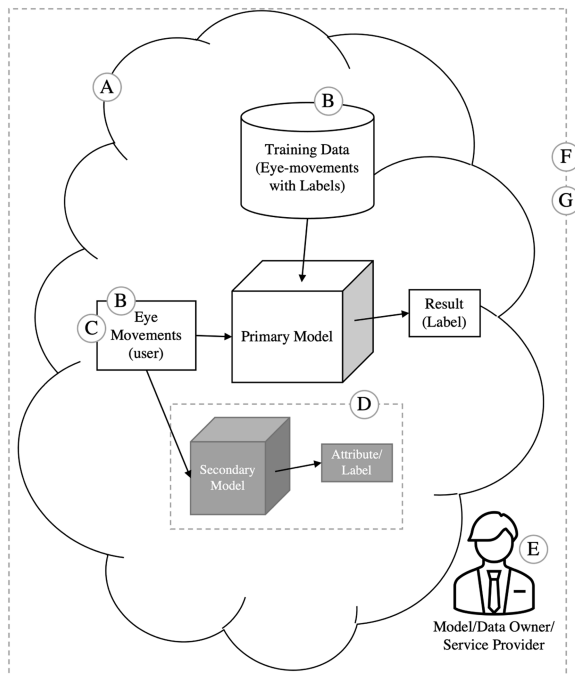 A
B
Training Data
(Eye-movements
with Labels)
F
G
B
C
Eye
Movements
(user)
Primary Model
Result
(Label)
D
Secondary
Model
Attribute/
Label
E
Model/Data Owner/
Service Provider